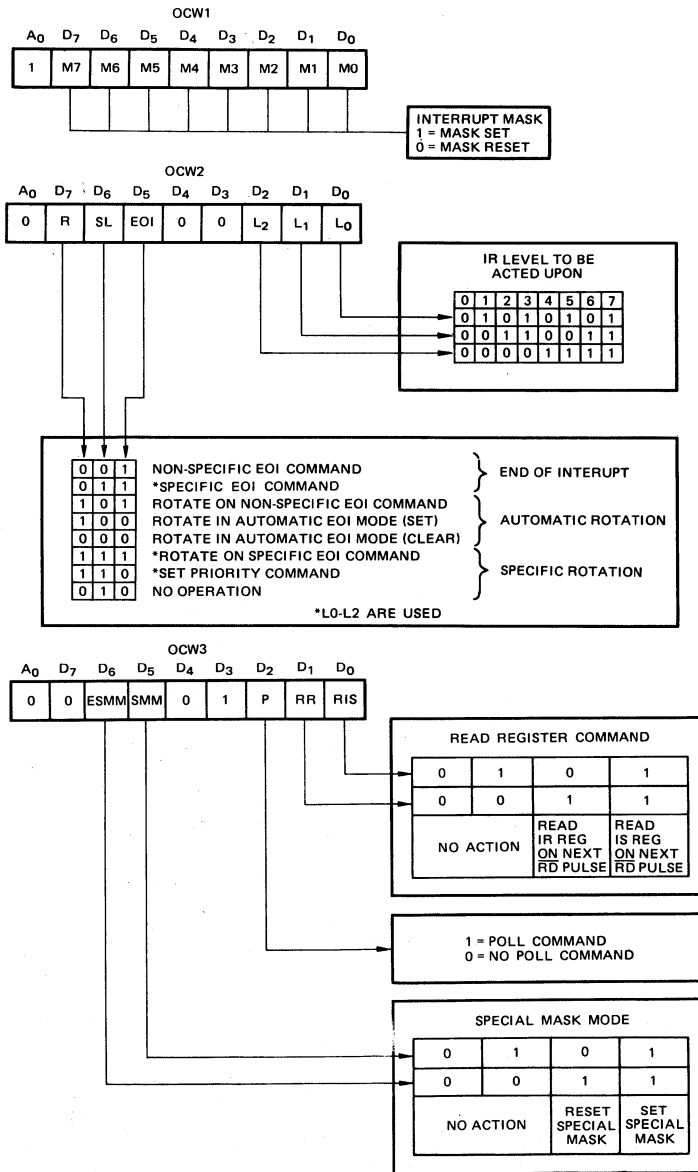 OCW1
A0 D7 D6 D5 D4 D3 D2 D1 D0
1 M7 M6 M5 M4 M3 M2 M1 M0
INTERRUPT MASK
1 = MASK SET
0 = MASK RESET
OCW2
A0 D7 D6 D5 D4 D3 D2 D1 D0
0 R SL EOI 0 0 L2 L1 L0
IR LEVEL TO BE
ACTED UPON
0 1 2 3 4 5 6 7
0 1 0 1 0 1 0 1
0 0 1 1 0 0 1 1
0 0 0 0 1 1 1 1
0 0 1 NON-SPECIFIC EOI COMMAND
0 1 1 *SPECIFIC EOI COMMAND
END OF INTERUPT
1 0 1 ROTATE ON NON-SPECIFIC EOI COMMAND
1 0 0 ROTATE IN AUTOMATIC EOI MODE (SET)
0 0 0 ROTATE IN AUTOMATIC EOI MODE (CLEAR)
AUTOMATIC ROTATION
1 1 1 *ROTATE ON SPECIFIC EOI COMMAND
1 1 0 *SET PRIORITY COMMAND
0 1 0 NO OPERATION
SPECIFIC ROTATION
*L0-L2 ARE USED
OCW3
A0 D7 D6 D5 D4 D3 D2 D1 D0
0 0 ESMM SMM 0 1 P RR RIS
READ REGISTER COMMAND
0 1 0 1
0 0 1 1
NO ACTION
READ
IR REG
ON NEXT
RD PULSE
READ
IS REG
ON NEXT
RD PULSE
1 = POLL COMMAND
0 = NO POLL COMMAND
SPECIAL MASK MODE
0 1 0 1
0 0 1 1
NO ACTION
RESET
SPECIAL
MASK
SET
SPECIAL
MASK